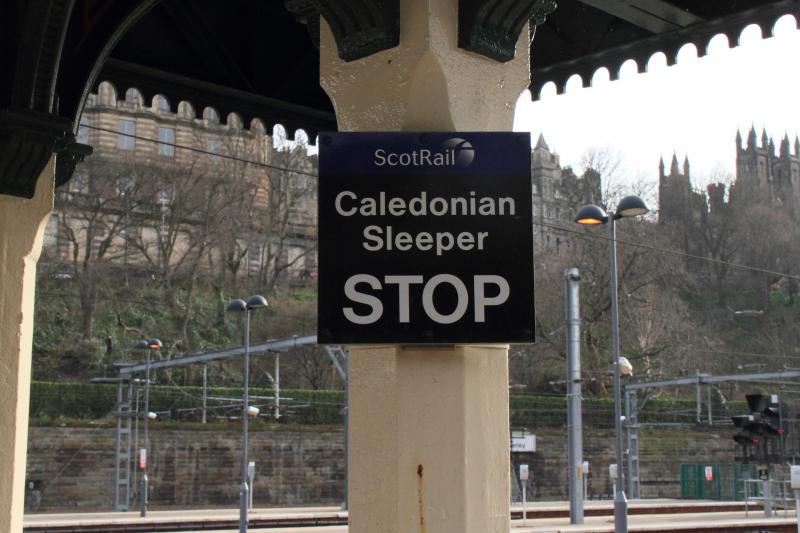 ScotRail
Caledonian
Sleeper
STOP